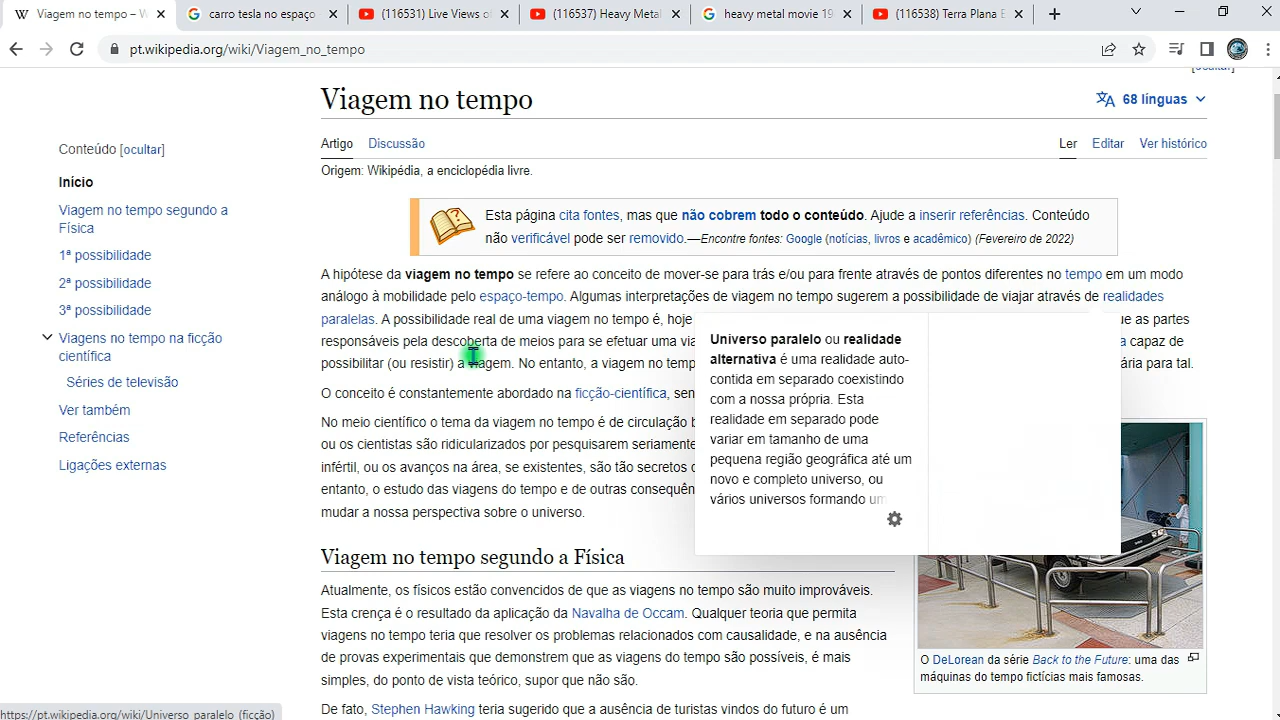 Viagem no tempo – W
carro tesla no espaço
(116531) Live Views o
(116537) Heavy Metal
heavy metal movie 19
(116538) Terra Plana E
pt.wikipedia.org/wiki/Viagem_no_tempo
[ocultar]
Viagem no tempo
68 línguas
Conteúdo [ocultar]
Início
Viagem no tempo segundo a
Física
1ª possibilidade
2ª possibilidade
3ª possibilidade
Viagens no tempo na ficção
científica
Séries de televisão
Ver também
Referências
Ligações externas
Artigo Discussão
Ler Editar Ver histórico
Origem: Wikipédia, a enciclopédia livre.
Esta página cita fontes, mas que não cobrem todo o conteúdo. Ajude a inserir referências. Conteúdo
não verificável pode ser removido.—Encontre fontes: Google (notícias, livros e acadêmico) (Fevereiro de 2022)
A hipótese da viagem no tempo se refere ao conceito de mover-se para trás e/ou para frente através de pontos diferentes no tempo em um modo
análogo à mobilidade pelo espaço-tempo. Algumas interpretações de viagem no tempo sugerem a possibilidade de viajar através de realidades
paralelas. A possibilidade real de uma viagem no tempo é, hoje ue as partes
responsáveis pela descoberta de meios para se efetuar uma via a capaz de
possibilitar (ou resistir) a viagem. No entanto, a viagem no temp ária para tal.
O conceito é constantemente abordado na ficção-científica, sen
No meio científico o tema da viagem no tempo é de circulação b
ou os cientistas são ridicularizados por pesquisarem seriamente
infértil, ou os avanços na área, se existentes, são tão secretos
entanto, o estudo das viagens do tempo e de outras consequên
mudar a nossa perspectiva sobre o universo.
Universo paralelo ou realidade
alternativa é uma realidade auto-
contida em separado coexistindo
com a nossa própria. Esta
realidade em separado pode
variar em tamanho de uma
pequena região geográfica até um
novo e completo universo, ou
vários universos formando um
Viagem no tempo segundo a Física
Atualmente, os físicos estão convencidos de que as viagens no tempo são muito improváveis.
Esta crença é o resultado da aplicação da Navalha de Occam. Qualquer teoria que permita
viagens no tempo teria que resolver os problemas relacionados com causalidade, e na ausência
de provas experimentais que demonstrem que as viagens do tempo são possíveis, é mais
simples, do ponto de vista teórico, supor que não são.
De fato, Stephen Hawking teria sugerido que a ausência de turistas vindos do futuro é um
O DeLorean da série Back to the Future: uma das
máquinas do tempo fictícias mais famosas.
https://pt.wikipedia.org/wiki/Universo_paralelo_(ficção)